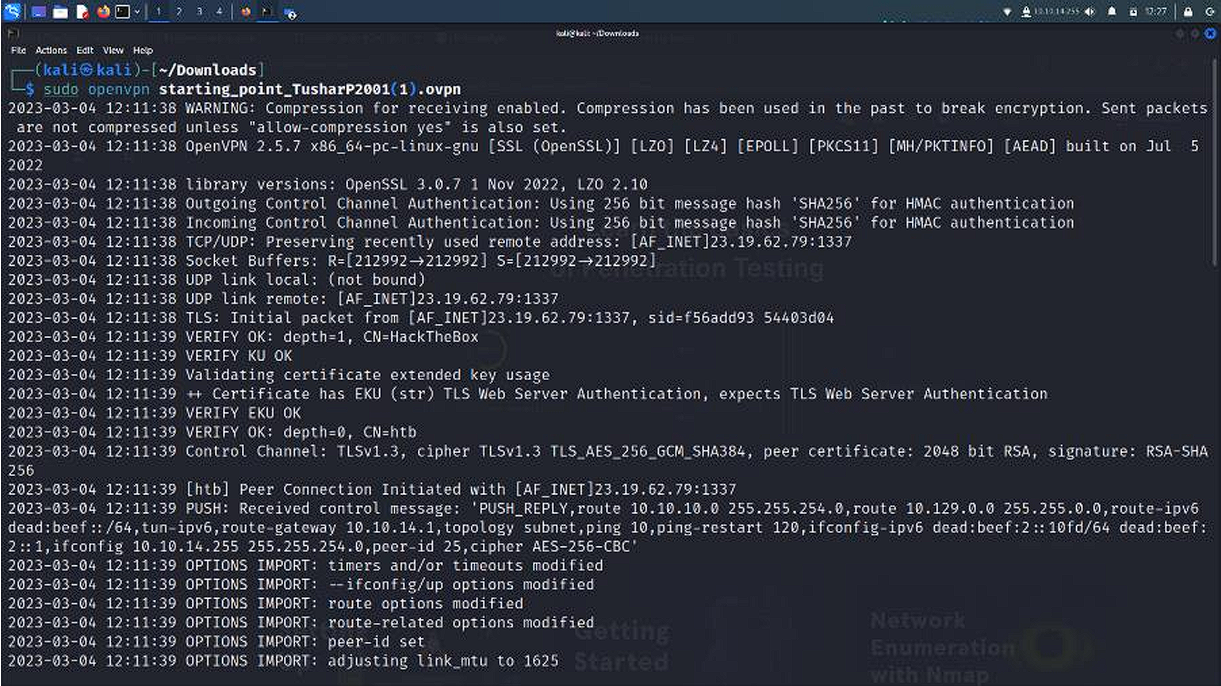 1 2 3 4
10.10.14.255
12:27
kali@kali: ~/Downloads
File Actions Edit View Help
(kali㉿kali)-[~/Downloads]
$ sudo openvpn starting_point_TusharP2001(1).ovpn
2023-03-04 12:11:38 WARNING: Compression for receiving enabled. Compression has been used in the past to break encryption. Sent packets
are not compressed unless "allow-compression yes" is also set.
2023-03-04 12:11:38 OpenVPN 2.5.7 x86_64-pc-linux-gnu [SSL (OpenSSL)] [LZO] [LZ4] [EPOLL] [PKCS11] [MH/PKTINFO] [AEAD] built on Jul  5
2022
2023-03-04 12:11:38 library versions: OpenSSL 3.0.7 1 Nov 2022, LZO 2.10
2023-03-04 12:11:38 Outgoing Control Channel Authentication: Using 256 bit message hash 'SHA256' for HMAC authentication
2023-03-04 12:11:38 Incoming Control Channel Authentication: Using 256 bit message hash 'SHA256' for HMAC authentication
2023-03-04 12:11:38 TCP/UDP: Preserving recently used remote address: [AF_INET]23.19.62.79:1337
2023-03-04 12:11:38 Socket Buffers: R=[212992→212992] S=[212992→212992]
of Penetration Testing
2023-03-04 12:11:38 UDP link local: (not bound)
2023-03-04 12:11:38 UDP link remote: [AF_INET]23.19.62.79:1337
2023-03-04 12:11:38 TLS: Initial packet from [AF_INET]23.19.62.79:1337, sid=f56add93 54403d04
2023-03-04 12:11:39 VERIFY OK: depth=1, CN=HackTheBox
2023-03-04 12:11:39 VERIFY KU OK
2023-03-04 12:11:39 Validating certificate extended key usage
2023-03-04 12:11:39 ++ Certificate has EKU (str) TLS Web Server Authentication, expects TLS Web Server Authentication
2023-03-04 12:11:39 VERIFY EKU OK
2023-03-04 12:11:39 VERIFY OK: depth=0, CN=htb
2023-03-04 12:11:39 Control Channel: TLSv1.3, cipher TLSv1.3 TLS_AES_256_GCM_SHA384, peer certificate: 2048 bit RSA, signature: RSA-SHA
256
2023-03-04 12:11:39 [htb] Peer Connection Initiated with [AF_INET]23.19.62.79:1337
2023-03-04 12:11:39 PUSH: Received control message: 'PUSH_REPLY,route 10.10.10.0 255.255.254.0,route 10.129.0.0 255.255.0.0,route-ipv6
dead:beef::/64,tun-ipv6,route-gateway 10.10.14.1,topology subnet,ping 10,ping-restart 120,ifconfig-ipv6 dead:beef:2::10fd/64 dead:beef:
2::1,ifconfig 10.10.14.255 255.255.254.0,peer-id 25,cipher AES-256-CBC'
2023-03-04 12:11:39 OPTIONS IMPORT: timers and/or timeouts modified
2023-03-04 12:11:39 OPTIONS IMPORT: --ifconfig/up options modified
2023-03-04 12:11:39 OPTIONS IMPORT: route options modified
2023-03-04 12:11:39 OPTIONS IMPORT: route-related options modified
2023-03-04 12:11:39 OPTIONS IMPORT: peer-id set
2023-03-04 12:11:39 OPTIONS IMPORT: adjusting link_mtu to 1625
Getting
Started
Network
Enumeration
with Nmap